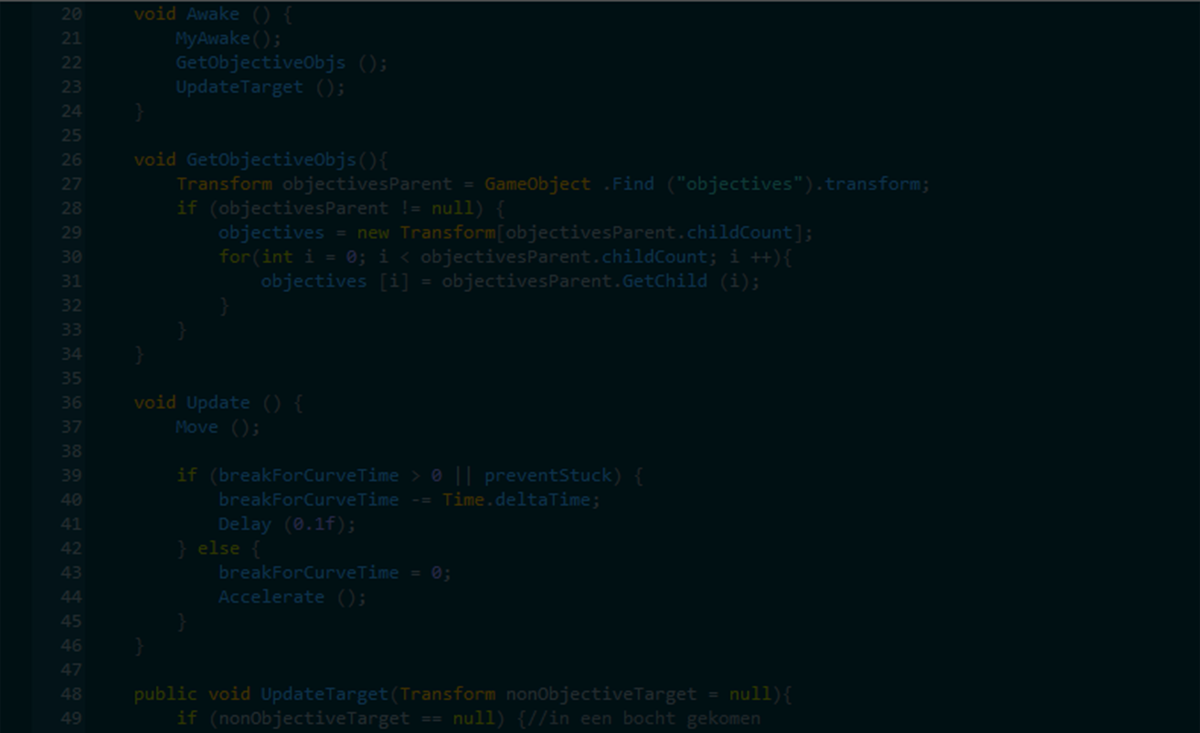 20 void Awake () {
21 MyAwake();
22 GetObjectiveObjs ();
23 UpdateTarget ();
24 }
25
26 void GetObjectiveObjs(){
27 Transform objectivesParent = GameObject .Find ("objectives").transform;
28 if (objectivesParent != null) {
29 objectives = new Transform[objectivesParent.childCount];
30 for(int i = 0; i < objectivesParent.childCount; i ++){
31 objectives [i] = objectivesParent.GetChild (i);
32 }
33 }
34 }
35
36 void Update () {
37 Move ();
38
39 if (breakForCurveTime > 0 || preventStuck) {
40 breakForCurveTime -= Time.deltaTime;
41 Delay (0.1f);
42 } else {
43 breakForCurveTime = 0;
44 Accelerate ();
45 }
46 }
47
48 public void UpdateTarget(Transform nonObjectiveTarget = null){
49 if (nonObjectiveTarget == null) {//in een bocht gekomen